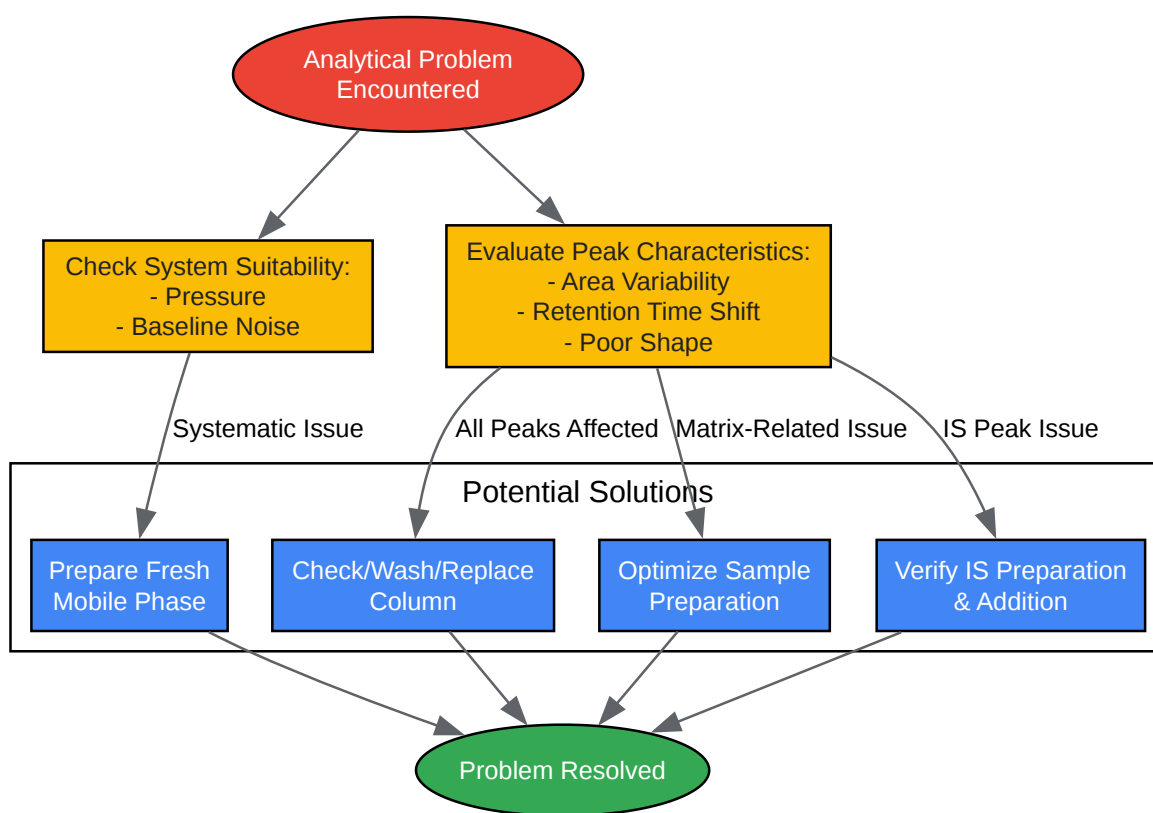 Analytical Problem
Encountered
Check System Suitability:
- Pressure
- Baseline Noise
Evaluate Peak Characteristics:
- Area Variability
- Retention Time Shift
- Poor Shape
Systematic Issue
All Peaks Affected
Matrix-Related Issue
IS Peak Issue
Potential Solutions
Prepare Fresh
Mobile Phase
Check/Wash/Replace
Column
Optimize Sample
Preparation
Verify IS Preparation
& Addition
Problem Resolved